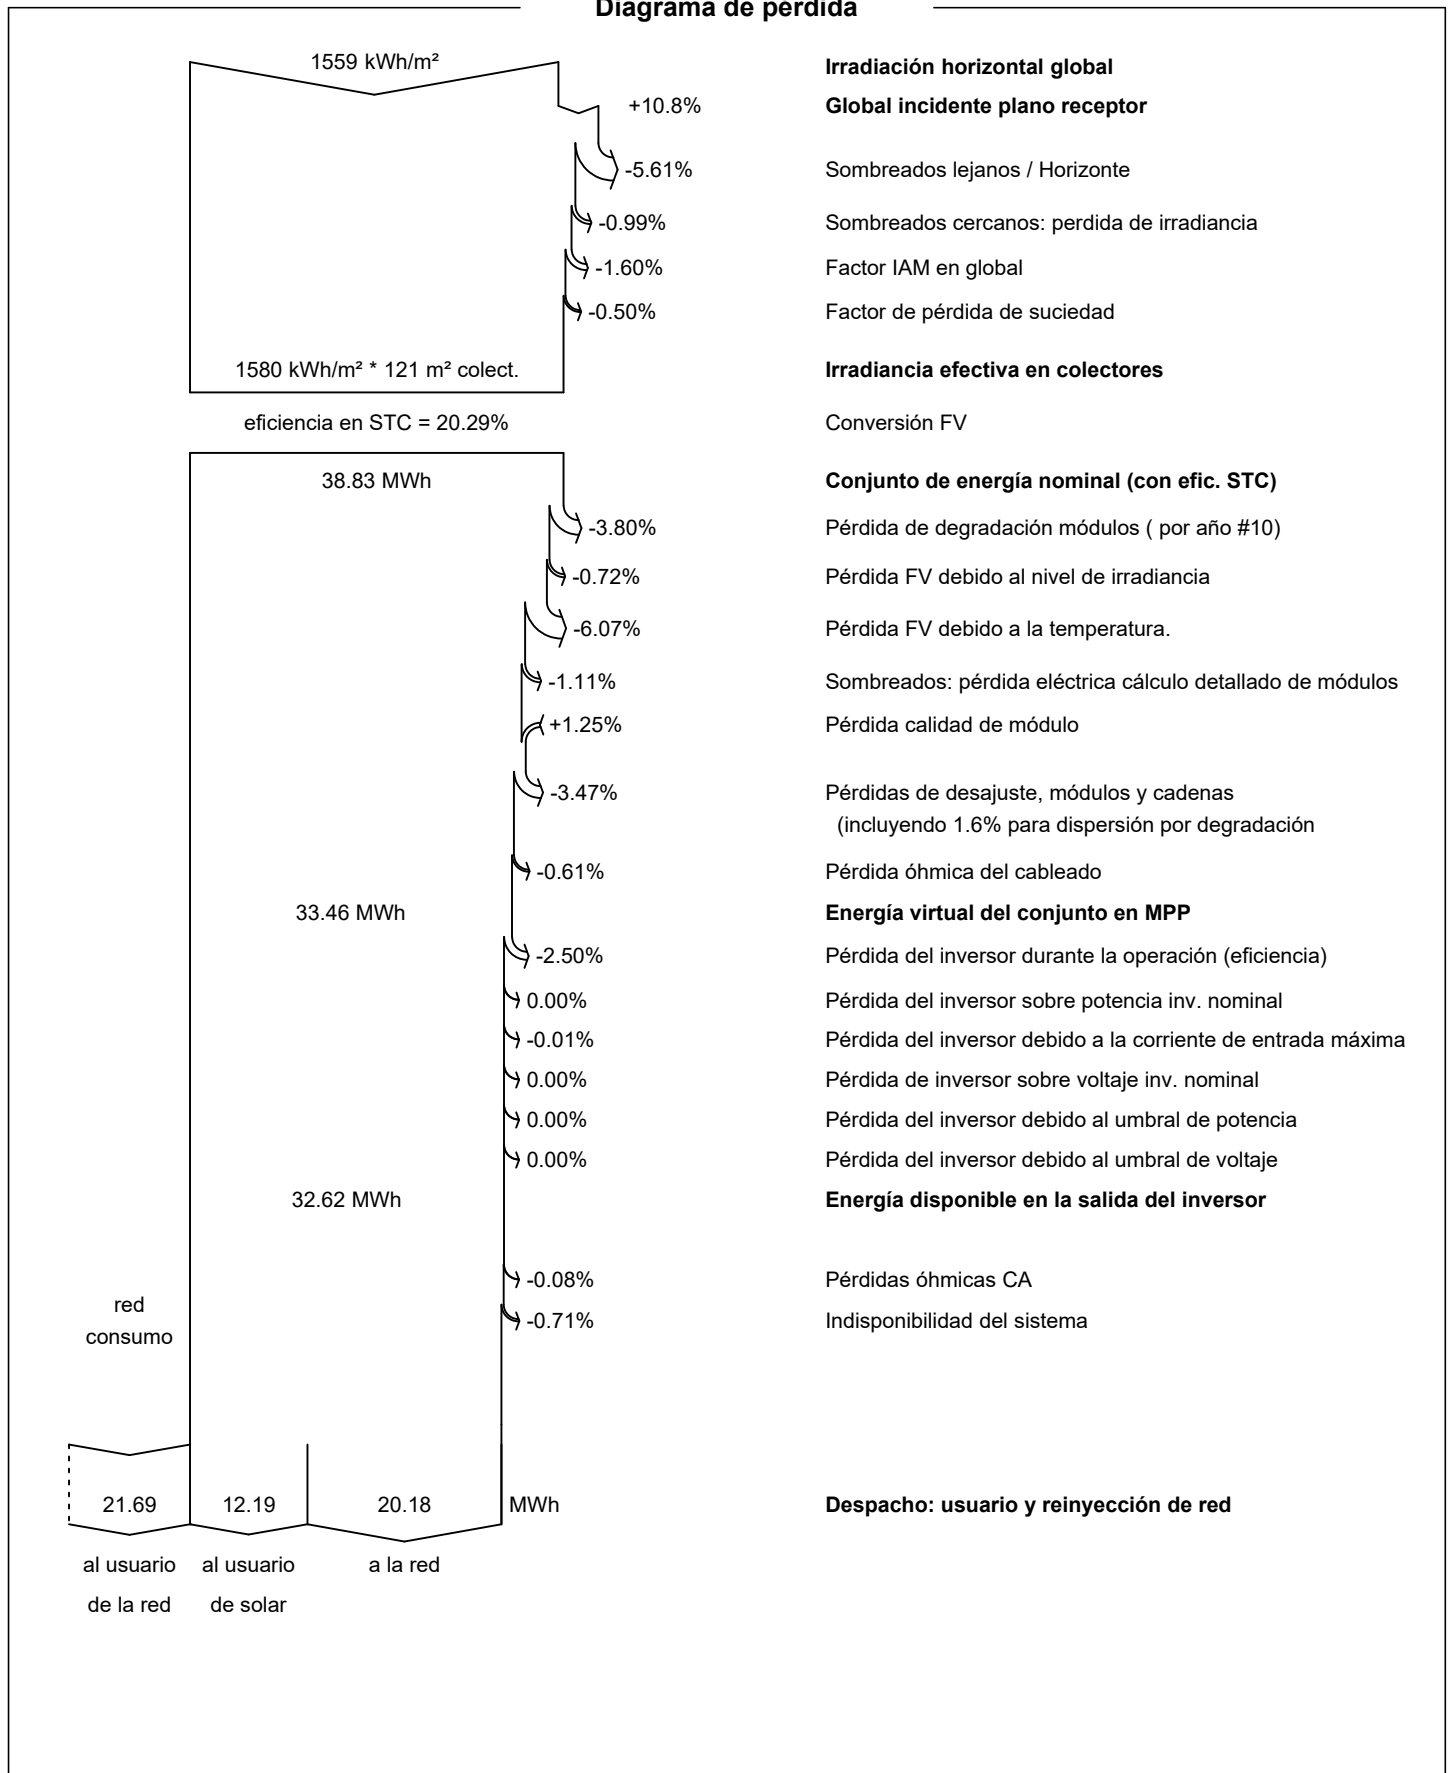 Diagrama de pérdida
1559 kWh/m²
Irradiación horizontal global
+10.8%
Global incidente plano receptor
-5.61%
Sombreados lejanos / Horizonte
-0.99%
Sombreados cercanos: perdida de irradiancia
-1.60%
Factor IAM en global
-0.50%
Factor de pérdida de suciedad
1580 kWh/m² * 121 m² colect.
Irradiancia efectiva en colectores
eficiencia en STC = 20.29%
Conversión FV
38.83 MWh
Conjunto de energía nominal (con efic. STC)
-3.80%
Pérdida de degradación módulos ( por año #10)
-0.72%
Pérdida FV debido al nivel de irradiancia
-6.07%
Pérdida FV debido a la temperatura.
-1.11%
Sombreados: pérdida eléctrica cálculo detallado de módulos
+1.25%
Pérdida calidad de módulo
-3.47%
Pérdidas de desajuste, módulos y cadenas
(incluyendo 1.6% para dispersión por degradación
-0.61%
Pérdida óhmica del cableado
33.46 MWh
Energía virtual del conjunto en MPP
-2.50%
Pérdida del inversor durante la operación (eficiencia)
0.00%
Pérdida del inversor sobre potencia inv. nominal
-0.01%
Pérdida del inversor debido a la corriente de entrada máxima
0.00%
Pérdida de inversor sobre voltaje inv. nominal
0.00%
Pérdida del inversor debido al umbral de potencia
0.00%
Pérdida del inversor debido al umbral de voltaje
32.62 MWh
Energía disponible en la salida del inversor
-0.08%
Pérdidas óhmicas CA
red
consumo
-0.71%
Indisponibilidad del sistema
21.69
12.19
20.18
MWh
Despacho: usuario y reinyección de red
al usuario
de la red
al usuario
de solar
a la red